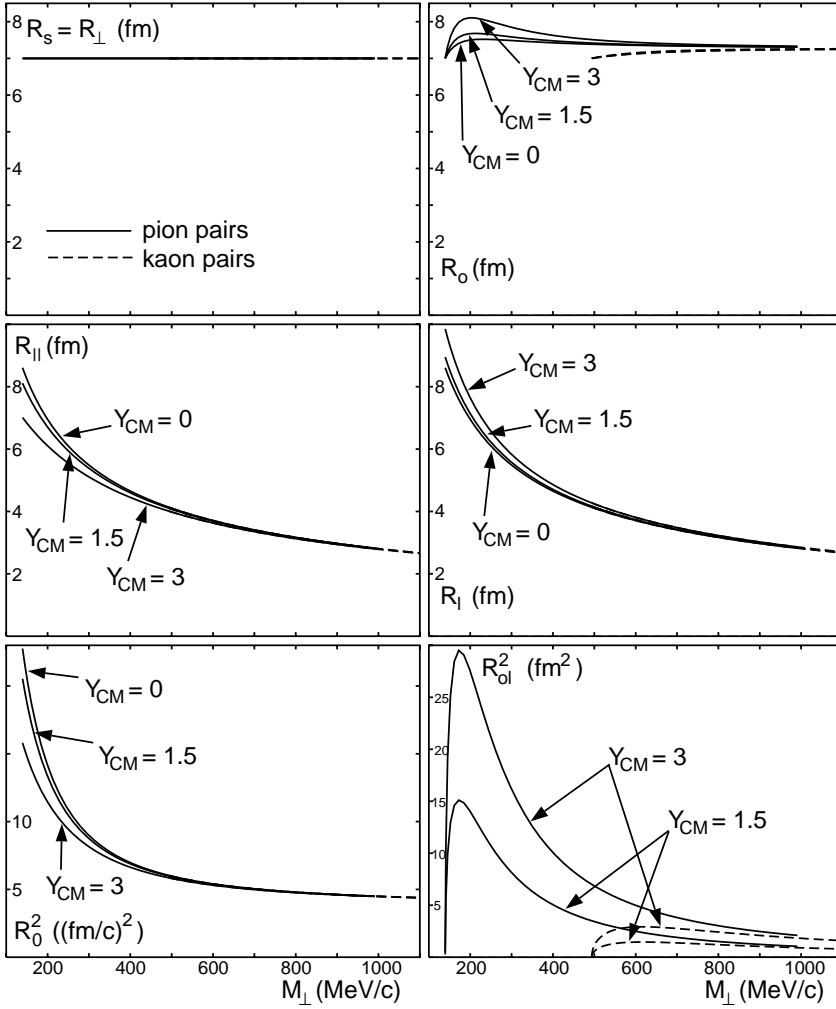 R_s = R_⊥ (fm)
8
6
4
2
pion pairs
kaon pairs
8
6
4
2
Y_CM = 3
Y_CM = 1.5
Y_CM = 0
R_o (fm)
R_|| (fm)
8
6
4
2
Y_CM = 0
Y_CM = 1.5
Y_CM = 3
8
6
4
2
Y_CM = 3
Y_CM = 1.5
Y_CM = 0
R_l (fm)
10
5
Y_CM = 0
Y_CM = 1.5
Y_CM = 3
R_0^2 ((fm/c)^2)
200 400 600 800 1000
M_⊥ (MeV/c)
R_ol^2 (fm^2)
25
20
15
10
5
Y_CM = 3
Y_CM = 1.5
200 400 600 800 1000
M_⊥ (MeV/c)